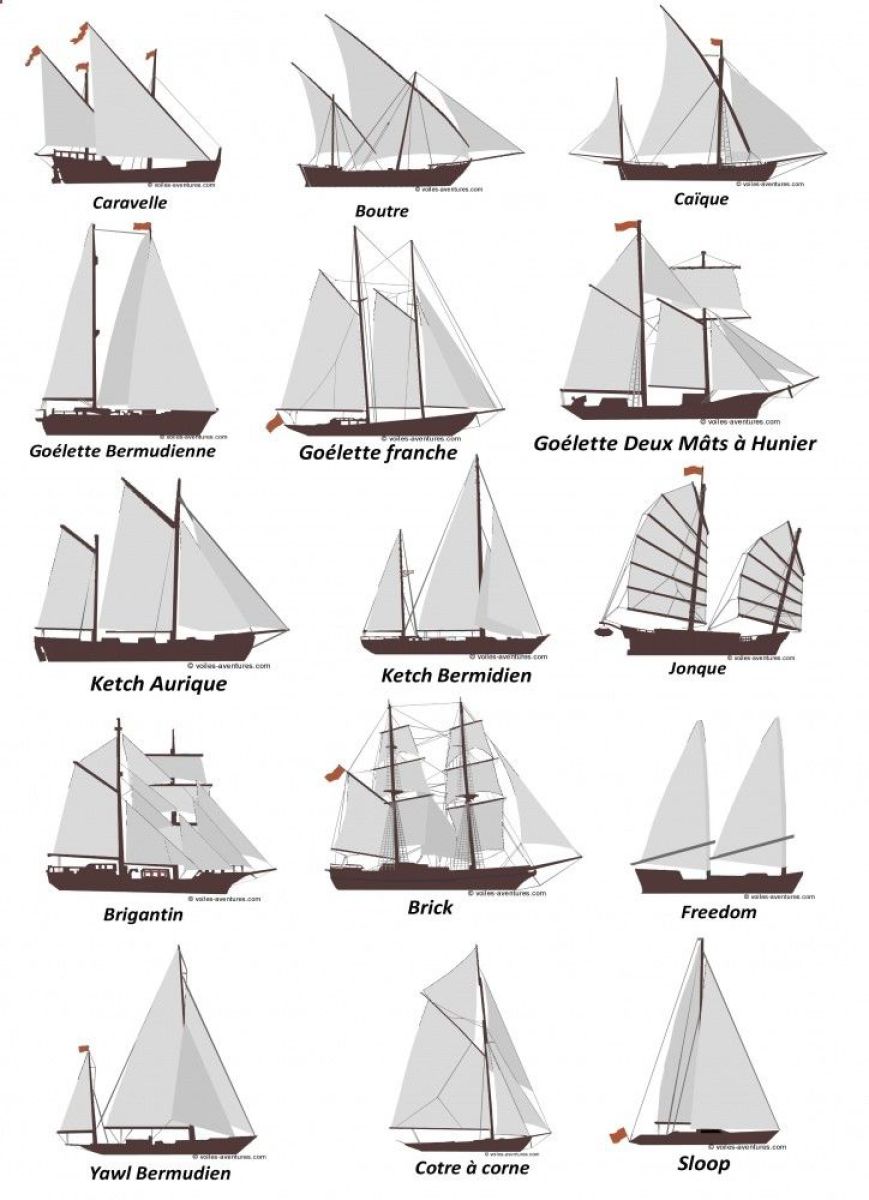 © voiles-aventures.com
Caravelle
© voiles-aventures.com
Boutre
© voiles-aventures.com
Caïque
© voiles-aventures.com
Goélette Bermudienne
© voiles-aventures.com
Goélette franche
© voiles-aventures.com
Goélette Deux Mâts à Hunier
© voiles-aventures.com
Ketch Aurique
© voiles-aventures.com
Ketch Bermidien
© voiles-aventures.com
Jonque
© voiles-aventures.com
Brigantin
© voiles-aventures.com
Brick
© voiles-aventures.com
Freedom
© voiles-aventures.com
Yawl Bermudien
© voiles-aventures.com
Cotre à corne
© voiles-aventures.com
Sloop